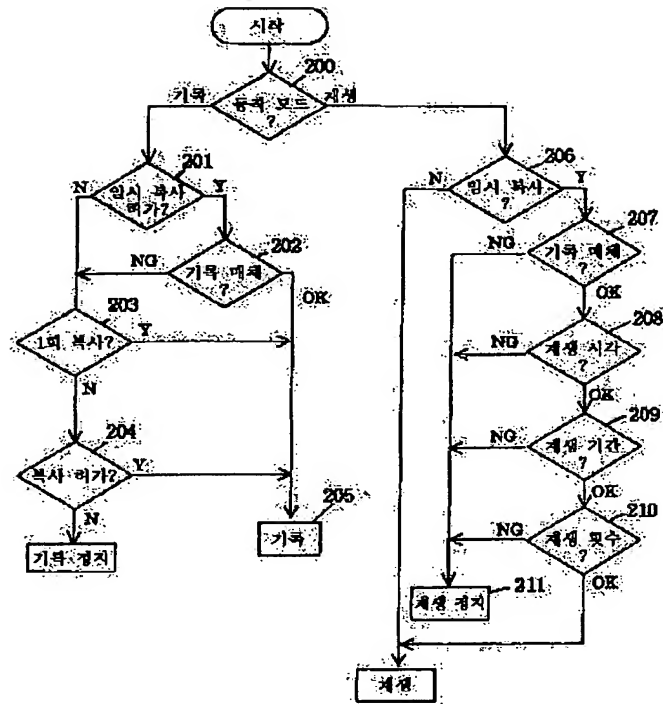 시작
200
기록
동작 모드
?
재생
201
N
임시 복사
허가?
Y
202
NG
기록 매체
?
OK
203
1회 복사?
Y
N
204
복사 허가?
Y
N
기록 정지
205
기록
206
N
임시 복사
?
Y
207
NG
기록 매체
?
OK
208
NG
재생 시각
?
OK
209
NG
재생 기간
?
OK
210
NG
재생 횟수
?
OK
재생 정지
211
재생